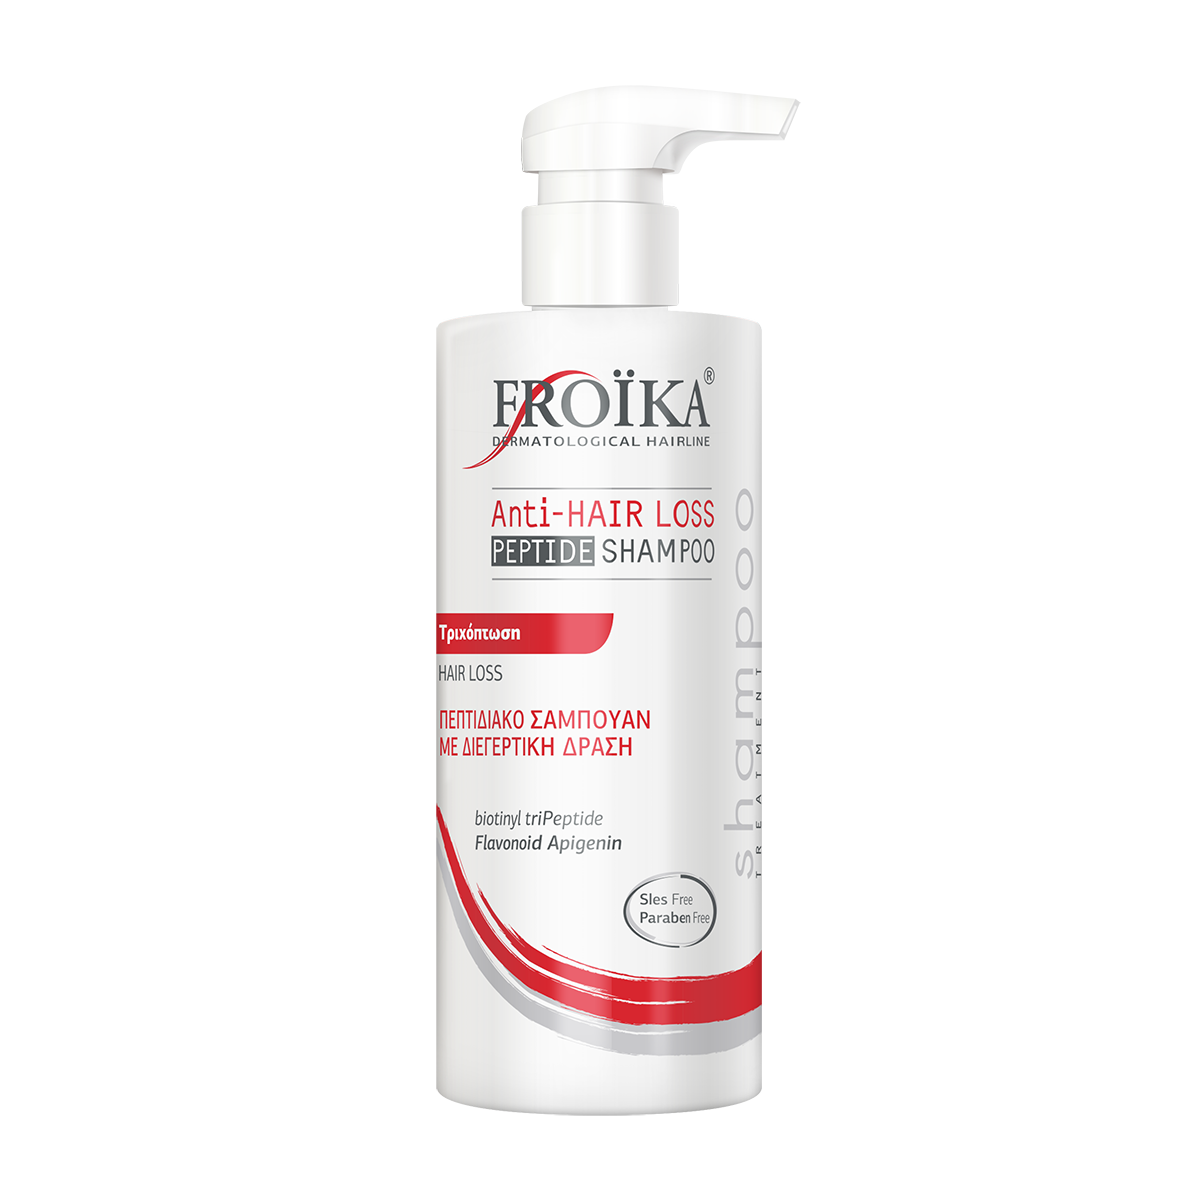 FROÏKA®
DERMATOLOGICAL HAIRLINE
Anti-HAIR LOSS
PEPTIDE SHAMPOO
Τριχόπτωση
HAIR LOSS
ΠΕΠΤΙΔΙΑΚΟ ΣΑΜΠΟΥΑΝ
ΜΕ ΔΙΕΓΕΡΤΙΚΗ ΔΡΑΣΗ
biotinyl triPeptide
Flavonoid Apigenin
Sles Free
Paraben Free
shampoo
TREATMENT